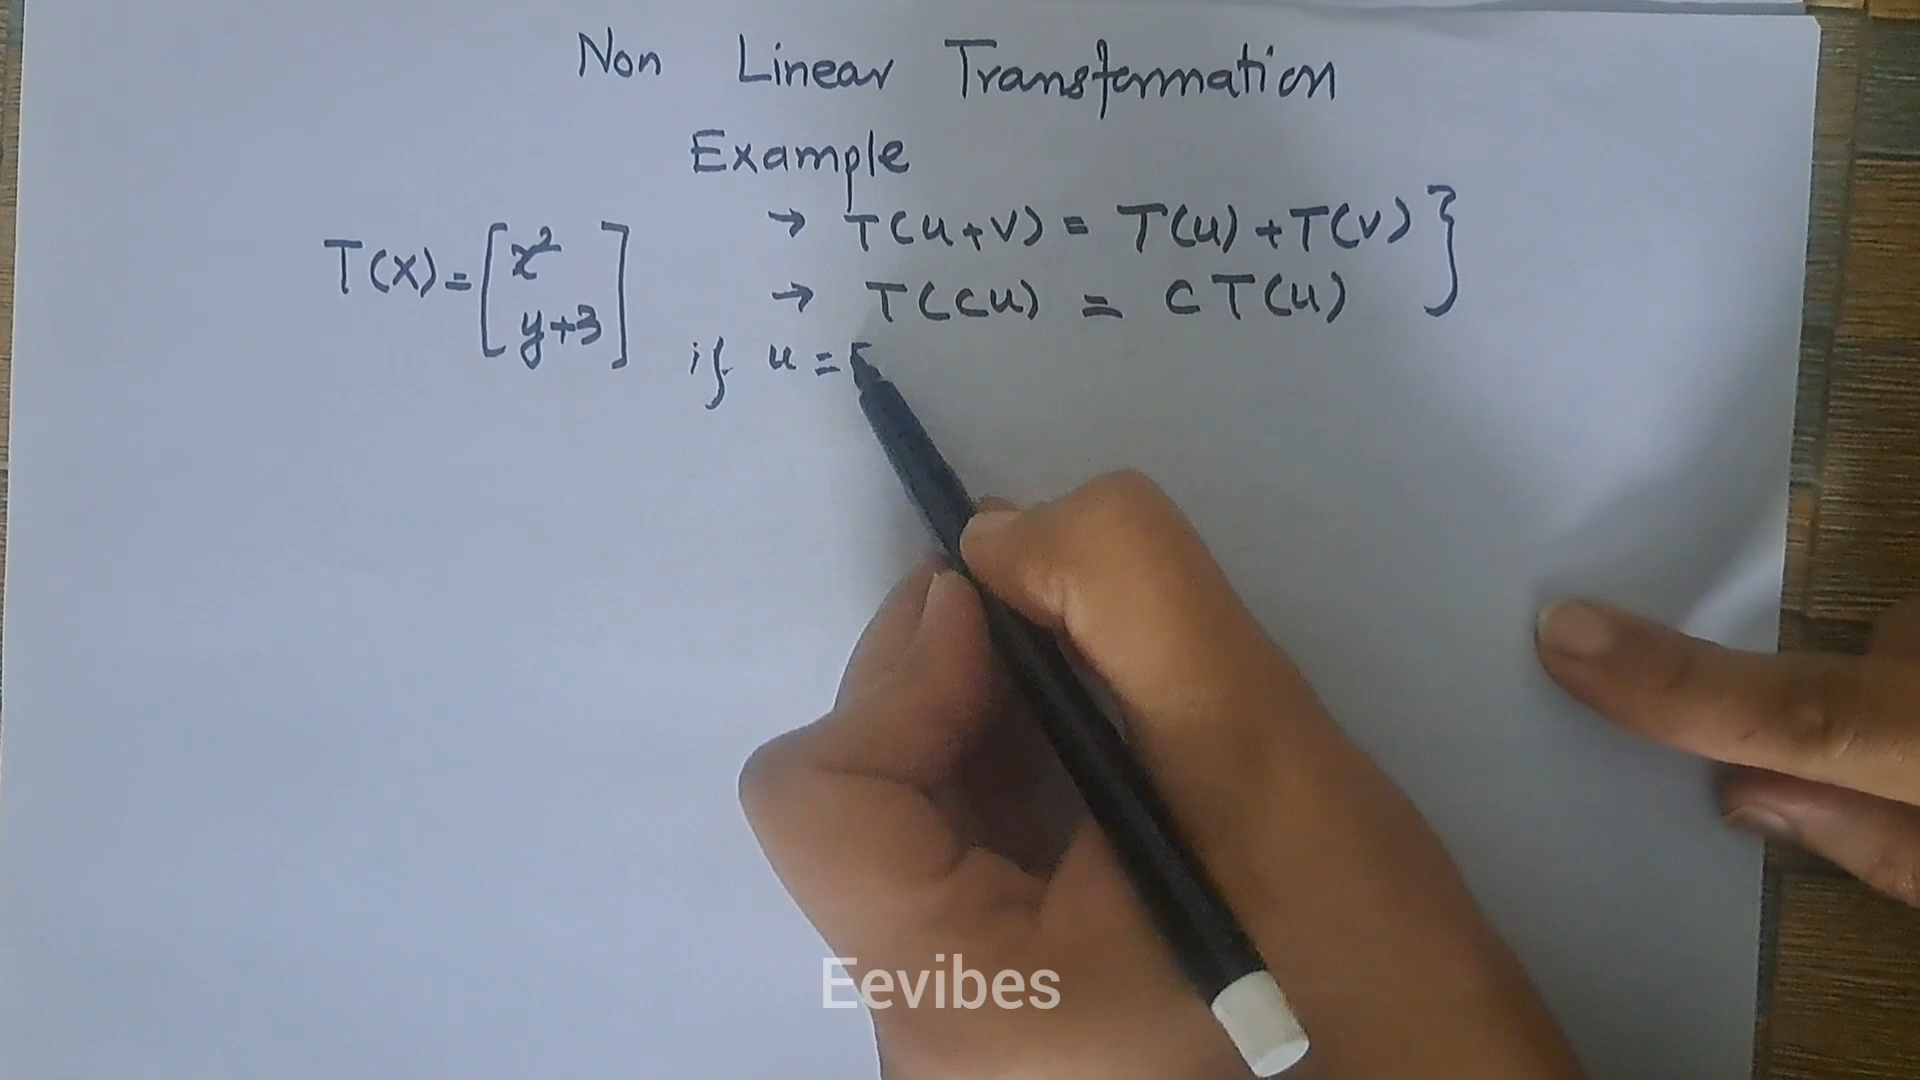 Non Linear Transformation
Example
→ T(u+v) = T(u)+T(v) }
→ T(cu) = cT(u)
T(x)= [x²
y+3]
if u=[
Eevibes